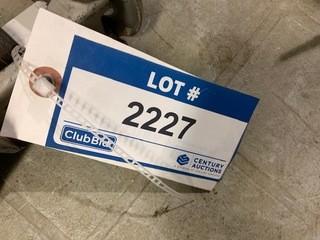 LOT #
2227
ClubBid
CENTURY
AUCTIONS